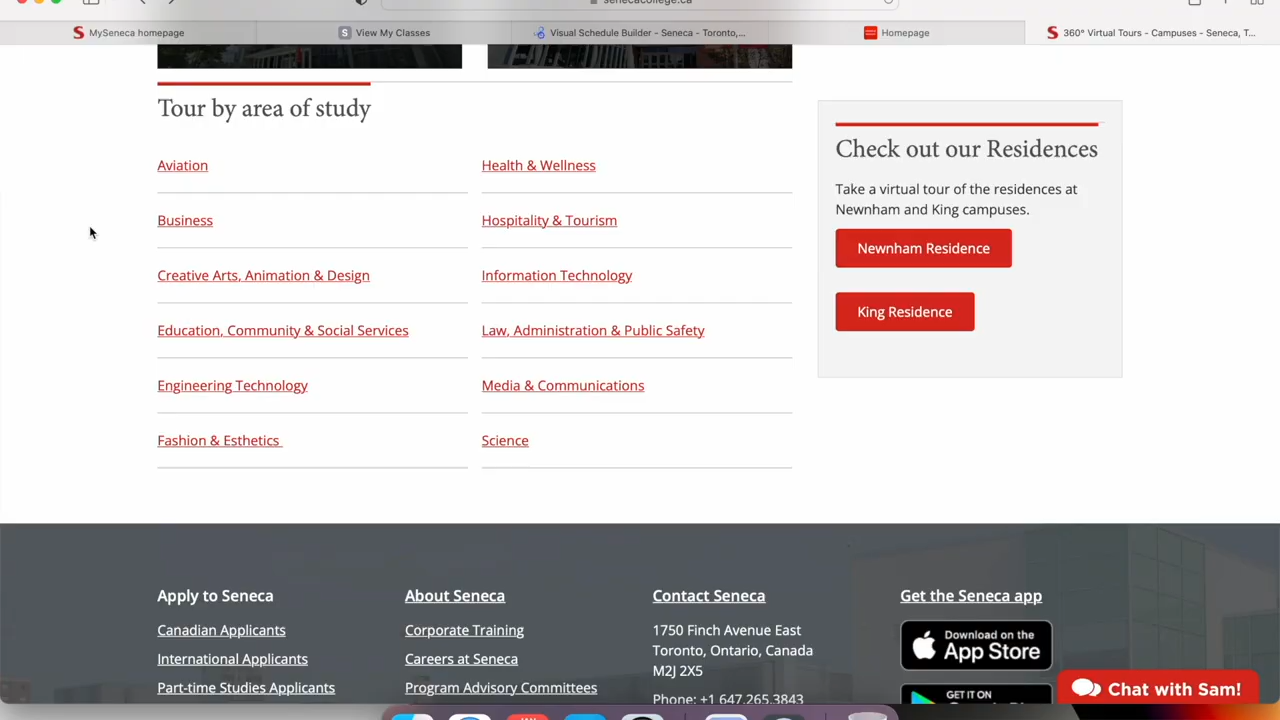 senecacollege.ca
MySeneca homepage
View My Classes
Visual Schedule Builder - Seneca - Toronto,...
Homepage
360° Virtual Tours - Campuses - Seneca, T...
Tour by area of study
Aviation
Health & Wellness
Business
Hospitality & Tourism
Creative Arts, Animation & Design
Information Technology
Education, Community & Social Services
Law, Administration & Public Safety
Engineering Technology
Media & Communications
Fashion & Esthetics
Science
Check out our Residences
Take a virtual tour of the residences at
Newnham and King campuses.
Newnham Residence
King Residence
Apply to Seneca
Canadian Applicants
International Applicants
Part-time Studies Applicants
About Seneca
Corporate Training
Careers at Seneca
Program Advisory Committees
Contact Seneca
1750 Finch Avenue East
Toronto, Ontario, Canada
M2J 2X5
Phone: +1 647.265.3843
Get the Seneca app
Download on the
App Store
GET IT ON
Chat with Sam!